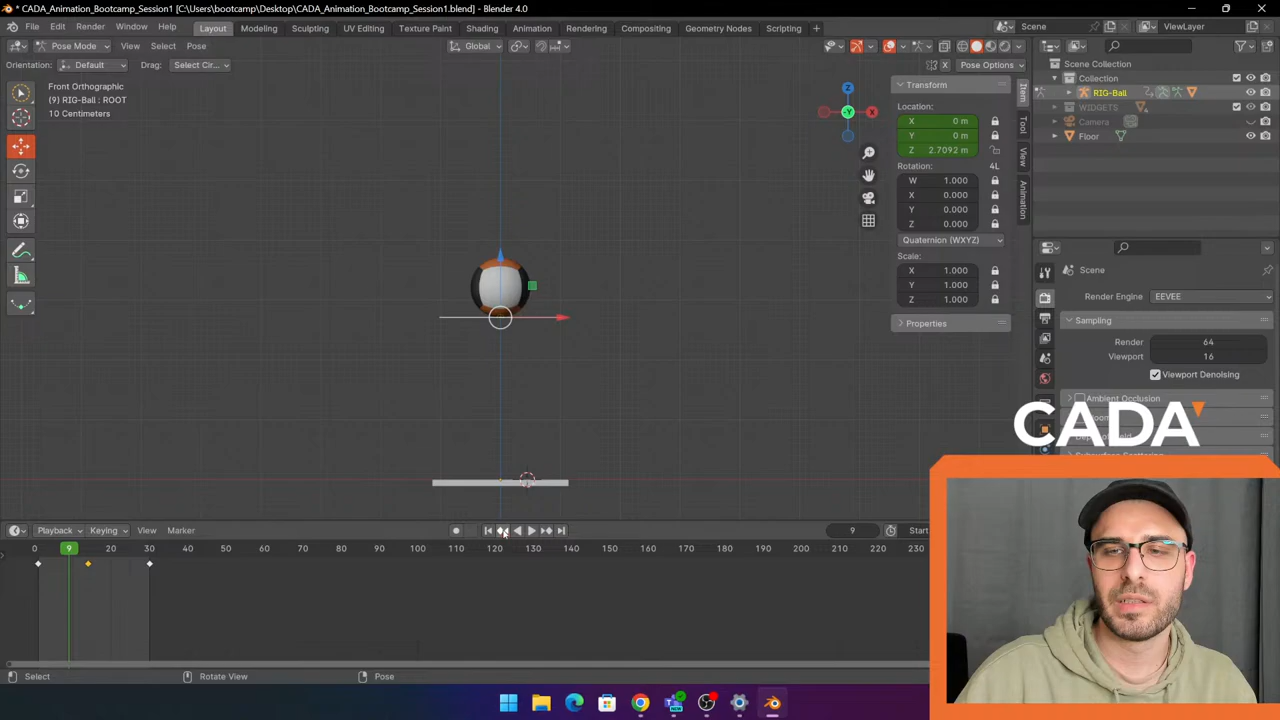 * CADA_Animation_Bootcamp_Session1 [C:\Users\bootcamp\Desktop\CADA_Animation_Bootcamp_Session1.blend] - Blender 4.0
File Edit Render Window Help Layout Modeling Sculpting UV Editing Texture Paint Shading Animation Rendering Compositing Geometry Nodes Scripting + Scene ViewLayer
Pose Mode View Select Pose Global
Orientation: Default Drag: Select Cir... X Pose Options
Front Orthographic
(9) RIG-Ball : ROOT
10 Centimeters
Z
-Y
X
Transform
Location:
X 0 m
Y 0 m
Z 2.7092 m
Rotation: 4L
W 1.000
X 0.000
Y 0.000
Z 0.000
Quaternion (WXYZ)
Scale:
X 1.000
Y 1.000
Z 1.000
Properties
Item
Tool
View
Animation
Scene Collection
Collection
RIG-Ball
WIDGETS
Camera
Floor
Scene
Render Engine EEVEE
Sampling
Render 64
Viewport 16
Viewport Denoising
Ambient Occlusion
CADA
Playback Keying View Marker 9 Start
0 9 20 30 40 50 60 70 80 90 100 110 120 130 140 150 160 170 180 190 200 210 220 230
Select Rotate View Pose
NEW